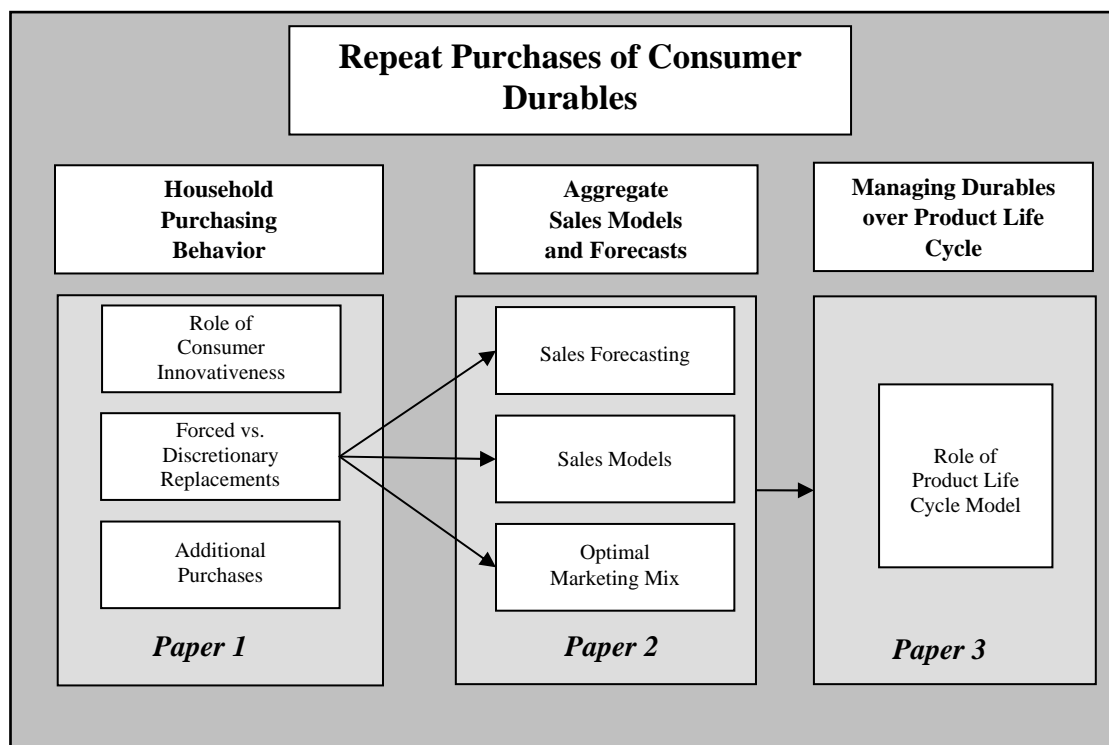 Repeat Purchases of Consumer
Durables
Household
Purchasing
Behavior
Aggregate
Sales Models
and Forecasts
Managing Durables
over Product Life
Cycle
Role of
Consumer
Innovativeness
Forced vs.
Discretionary
Replacements
Additional
Purchases
Paper 1
Sales Forecasting
Sales Models
Optimal
Marketing Mix
Paper 2
Role of
Product Life
Cycle Model
Paper 3